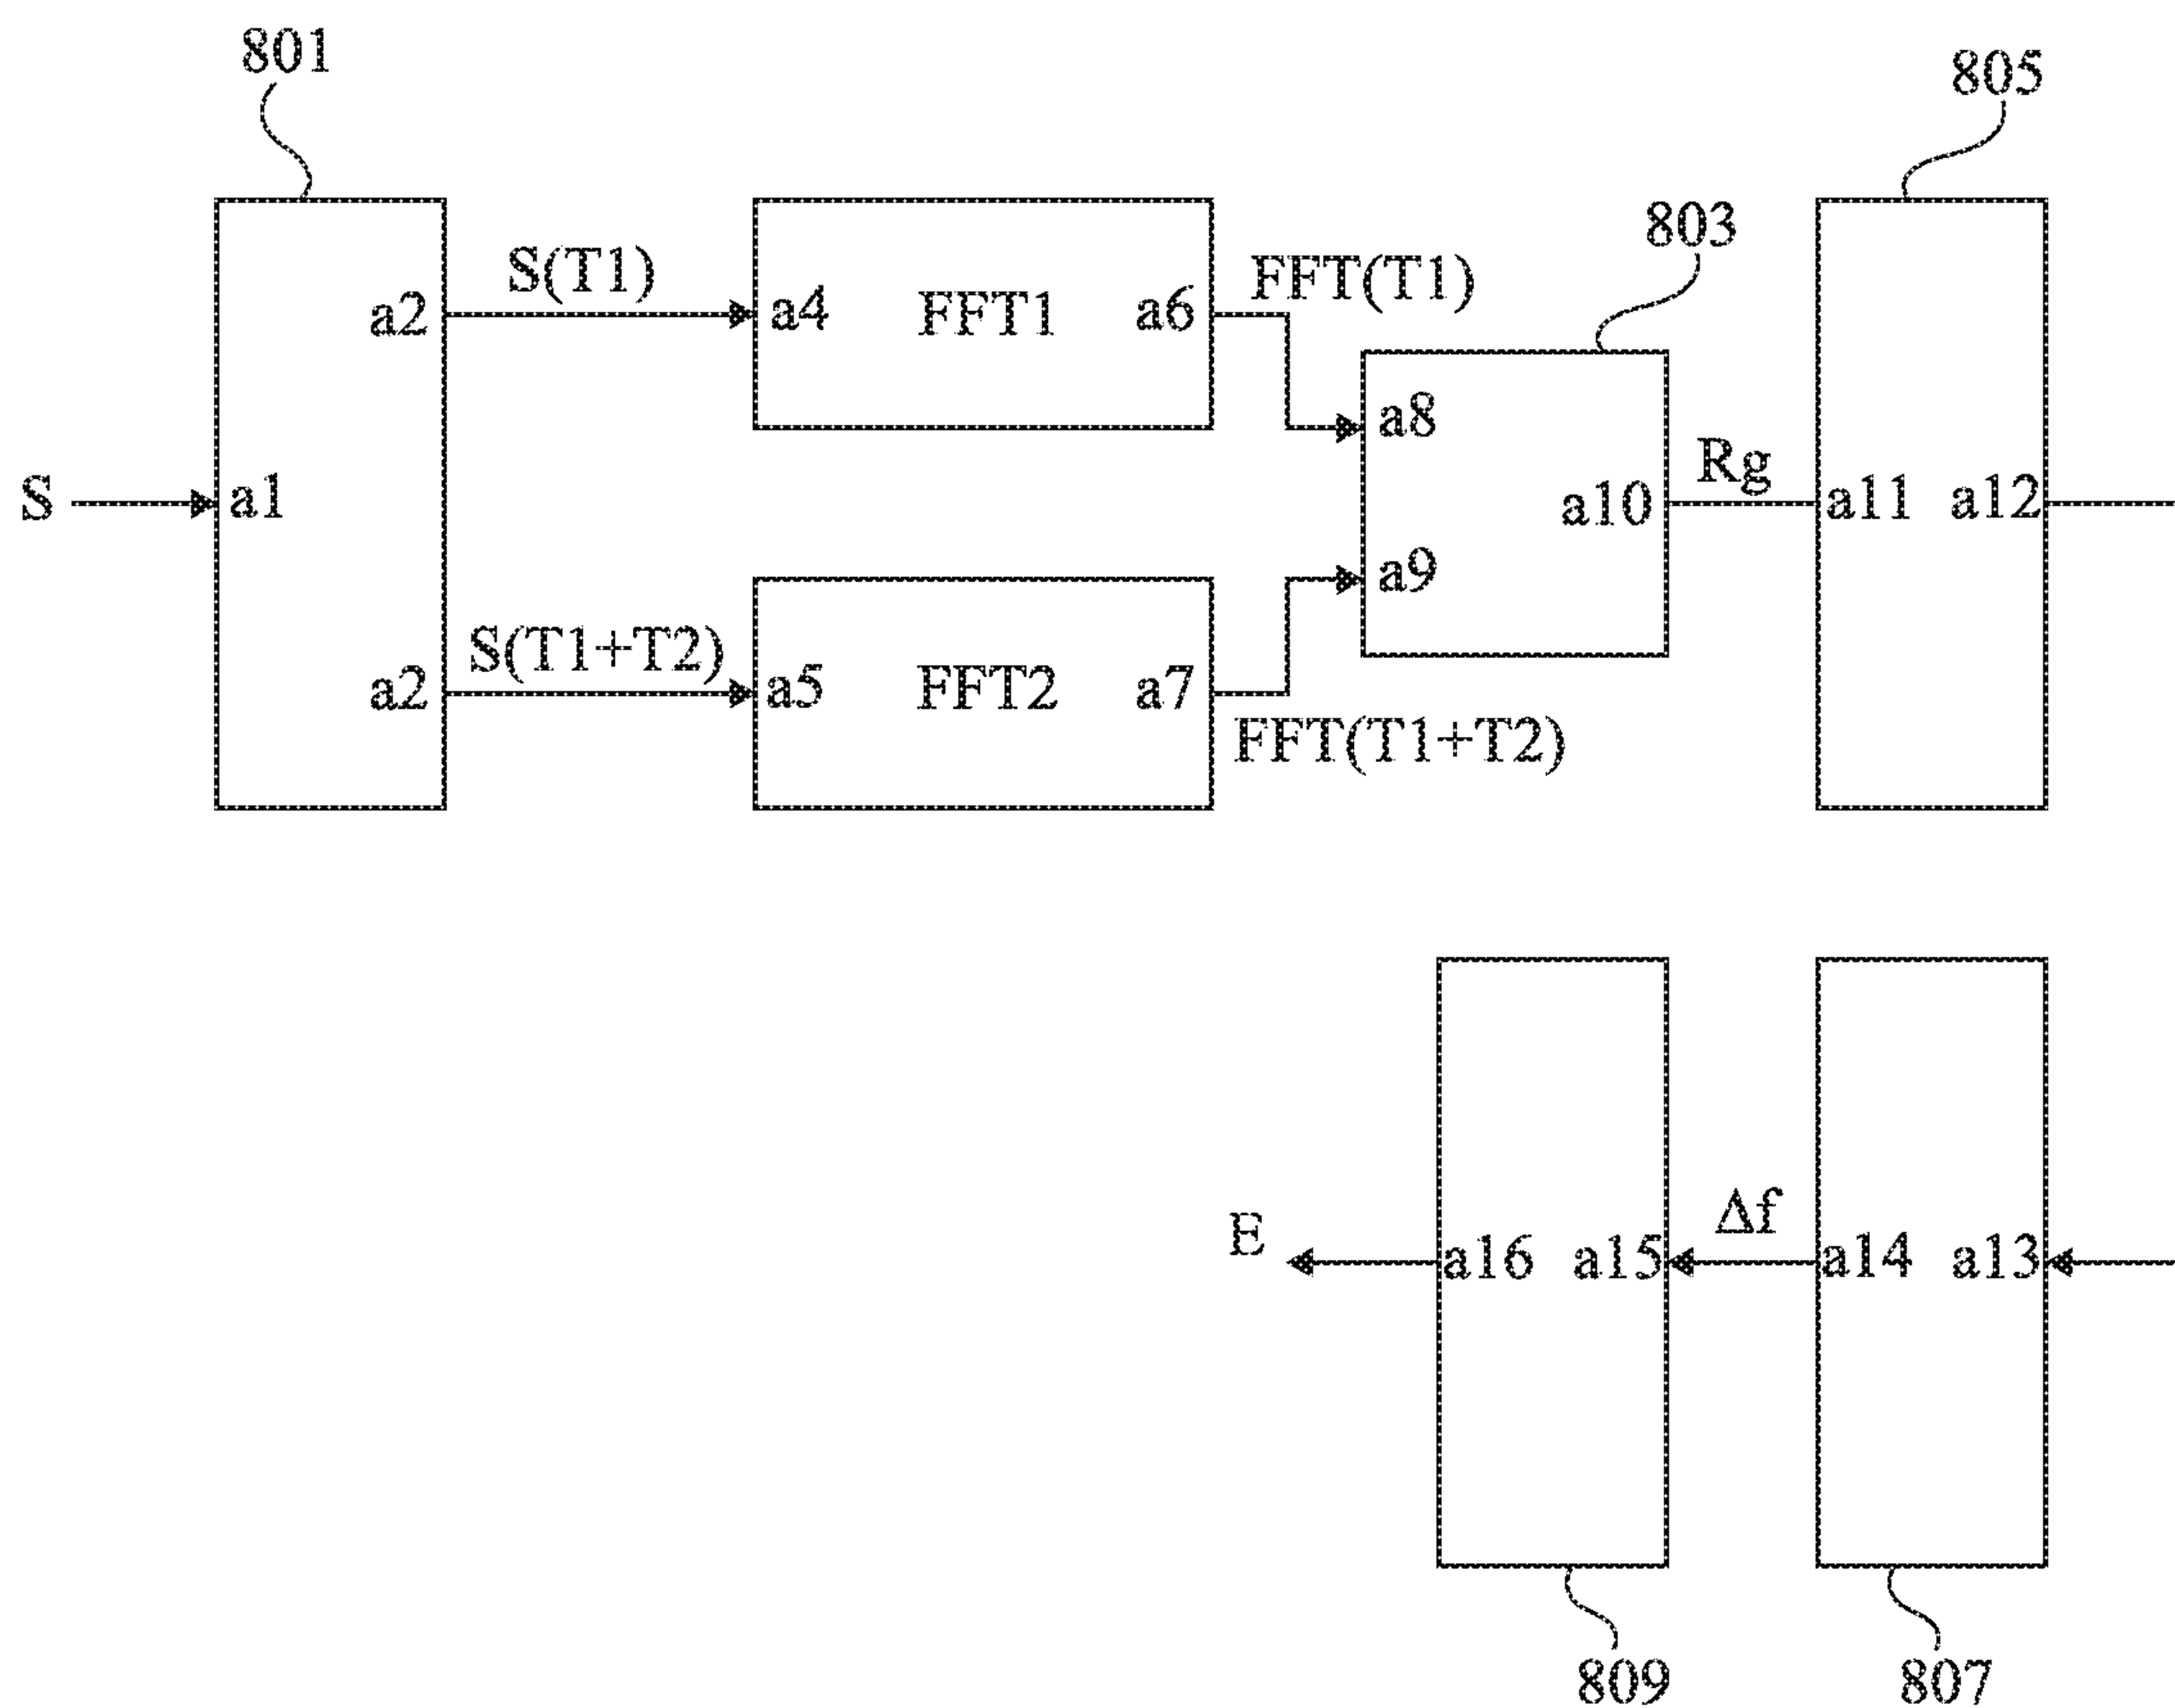 801
805
803
S(T1)
FFT(T1)
a2
a4
FFT1
a6
a8
Rg
S
a1
a10
a11
a12
a9
S(T1+T2)
a2
a5
FFT2
a7
FFT(T1+T2)
E
Δf
a16
a15
a14
a13
809
807